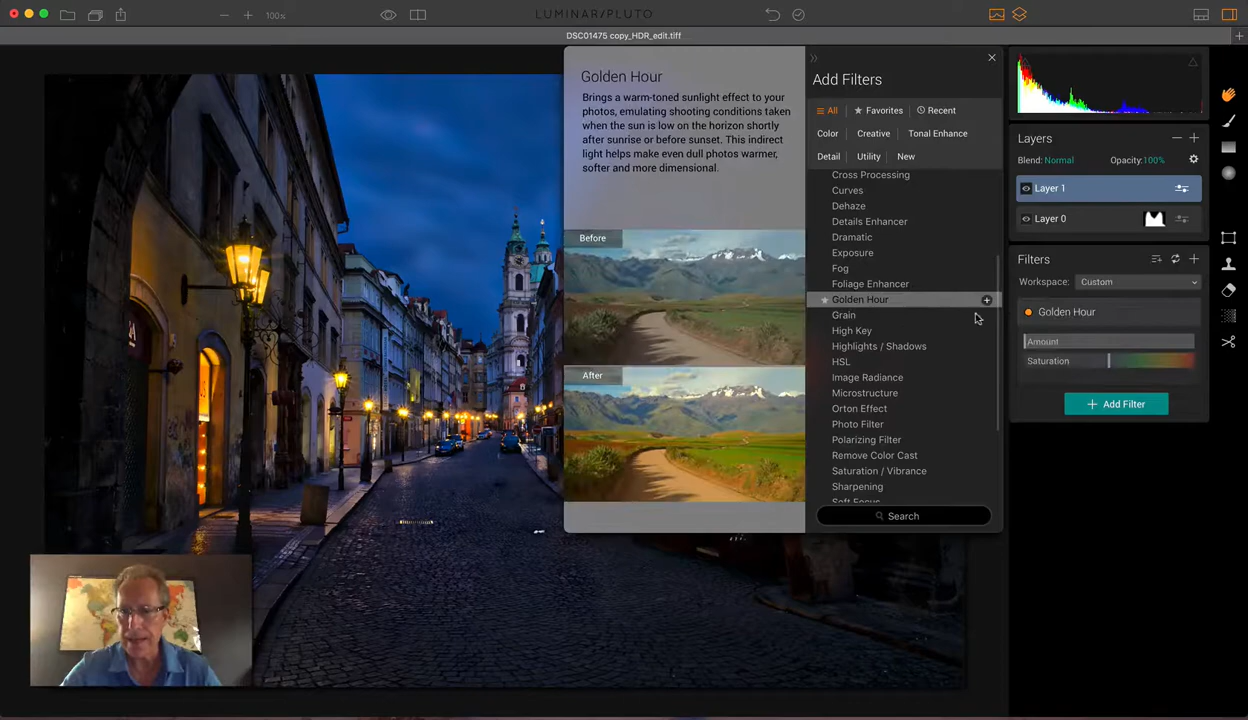 100%
LUMINAR/PLUTO
DSC01475 copy_HDR_edit.tiff
Golden Hour
Brings a warm-toned sunlight effect to your
photos, emulating shooting conditions taken
when the sun is low on the horizon shortly
after sunrise or before sunset. This indirect
light helps make even dull photos warmer,
softer and more dimensional.
Before
After
Add Filters
All
Favorites
Recent
Color
Creative
Tonal Enhance
Detail
Utility
New
Cross Processing
Curves
Dehaze
Details Enhancer
Dramatic
Exposure
Fog
Foliage Enhancer
Golden Hour
Grain
High Key
Highlights / Shadows
HSL
Image Radiance
Microstructure
Orton Effect
Photo Filter
Polarizing Filter
Remove Color Cast
Saturation / Vibrance
Sharpening
Soft Focus
Search
Layers
Blend: Normal
Opacity: 100%
Layer 1
Layer 0
Filters
Workspace: Custom
Golden Hour
Amount
Saturation
Add Filter